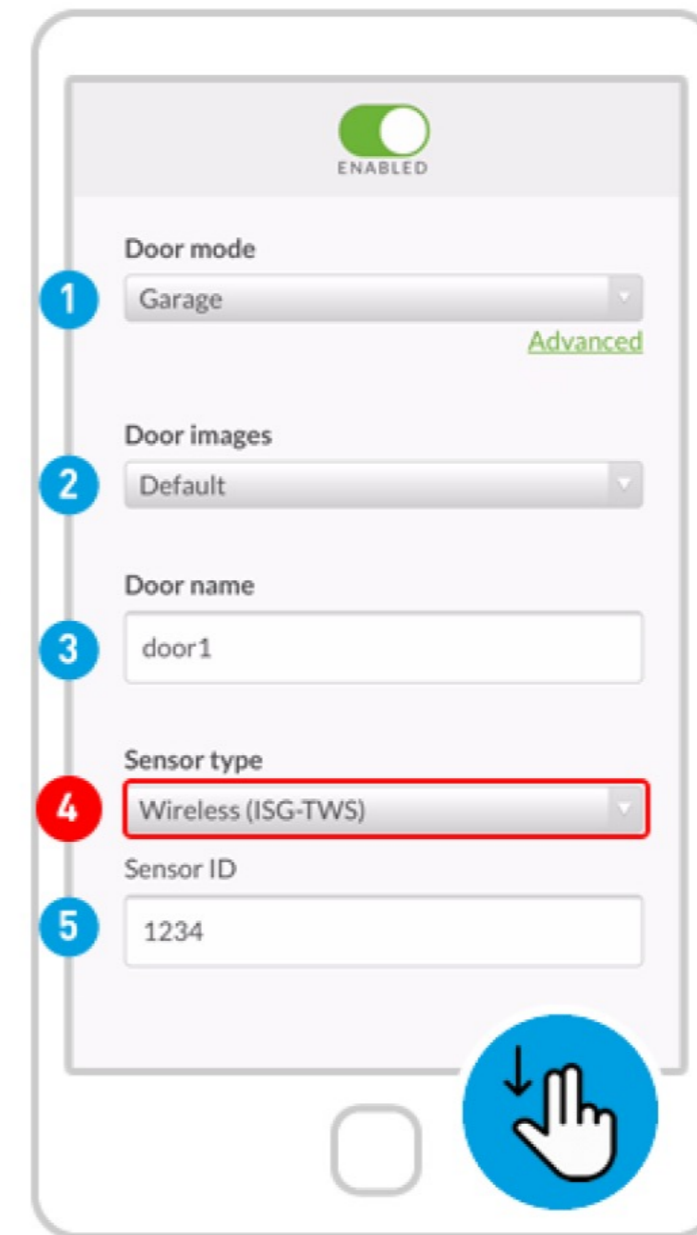 ENABLED
Door mode
1
Garage
Advanced
Door images
2
Default
Door name
3
door1
Sensor type
4
Wireless (ISG-TWS)
Sensor ID
5
1234